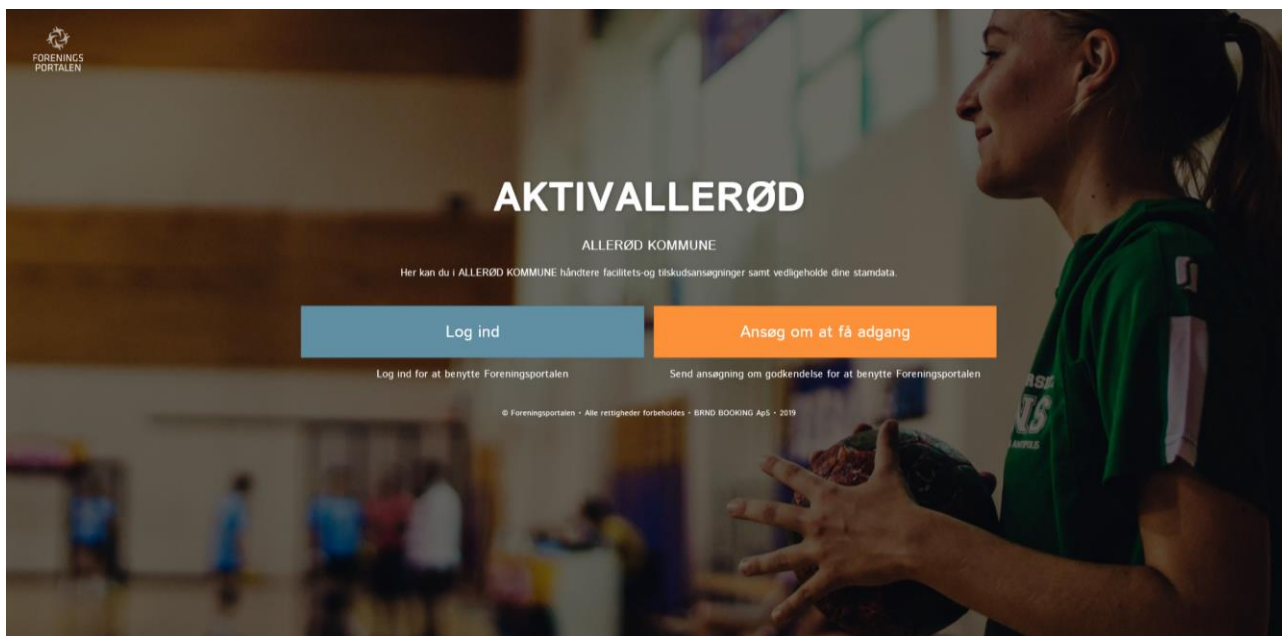 FORENINGS
PORTALEN
AKTIVALLERØD
ALLERØD KOMMUNE
Her kan du i ALLERØD KOMMUNE håndtere facilitets-og tilskudsansøgninger samt vedligeholde dine stamdata.
Log ind
Ansøg om at få adgang
Log ind for at benytte Foreningsportalen
Send ansøgning om godkendelse for at benytte Foreningsportalen
© Foreningsportalen • Alle rettigheder forbeholdes • BRND BOOKING ApS • 2019